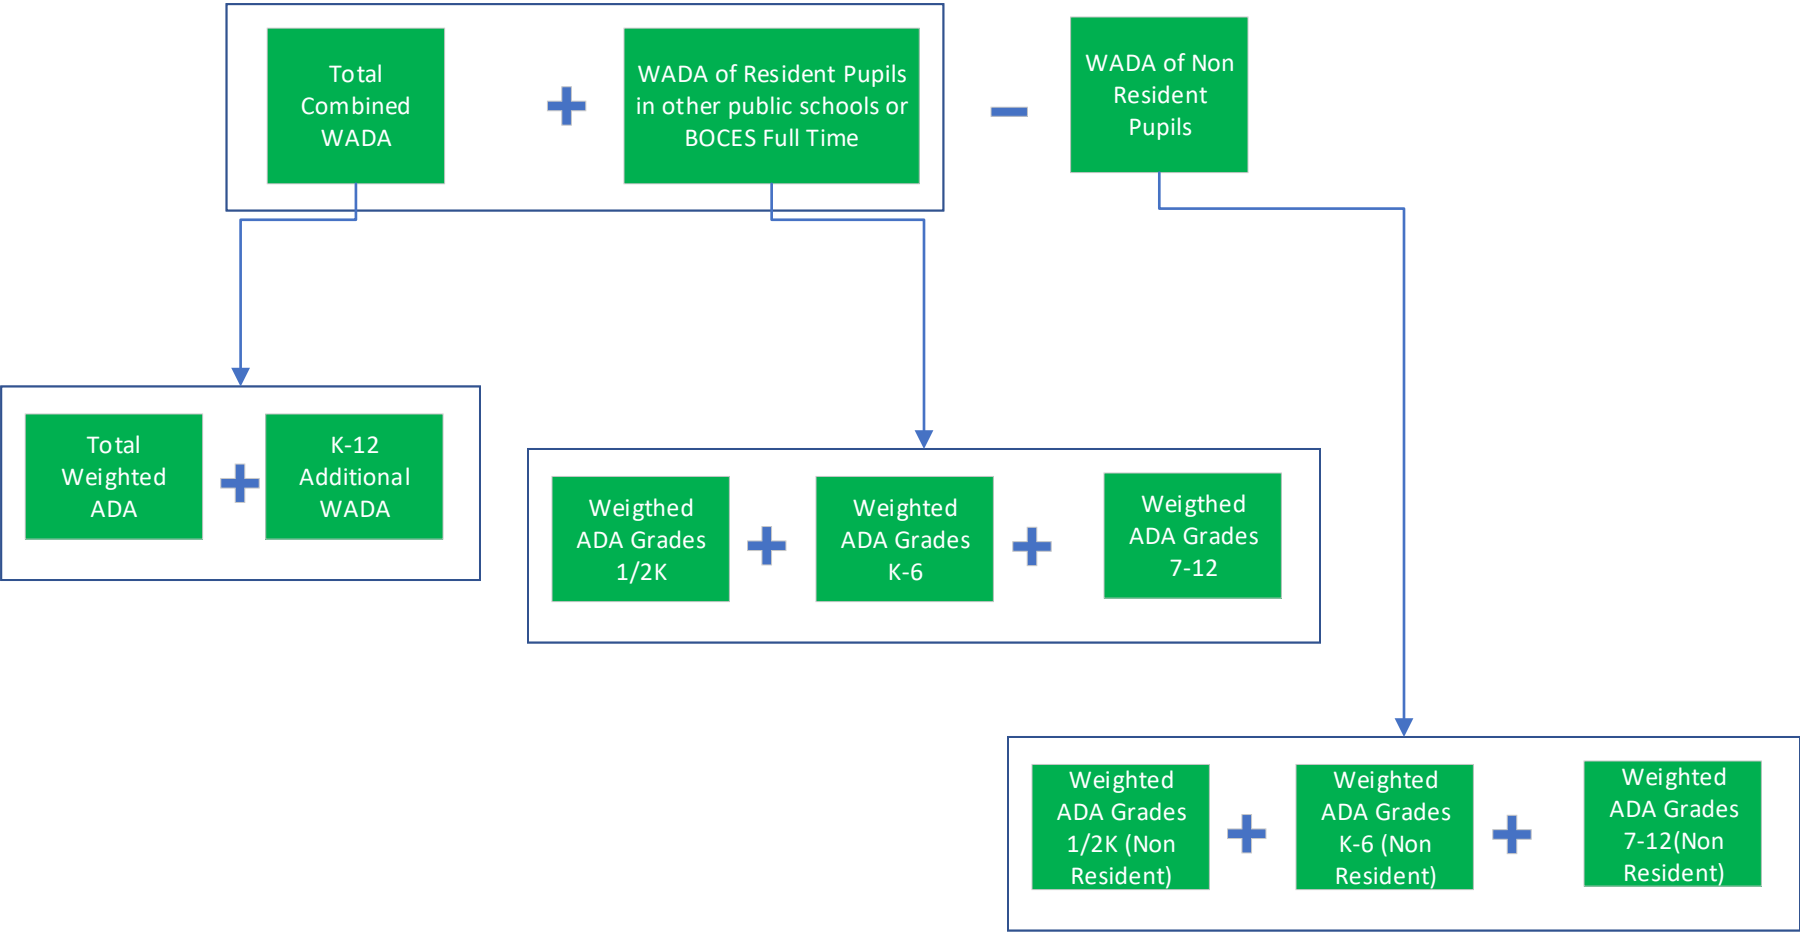 Total
Combined
WADA
WADA of Resident Pupils
in other public schools or
BOCES Full Time
WADA of Non
Resident
Pupils
Total
Weighted
ADA
K-12
Additional
WADA
Weigthed
ADA Grades
1/2K
Weighted
ADA Grades
K-6
Weigthed
ADA Grades
7-12
Weighted
ADA Grades
1/2K (Non
Resident)
Weighted
ADA Grades
K-6 (Non
Resident)
Weighted
ADA Grades
7-12(Non
Resident)